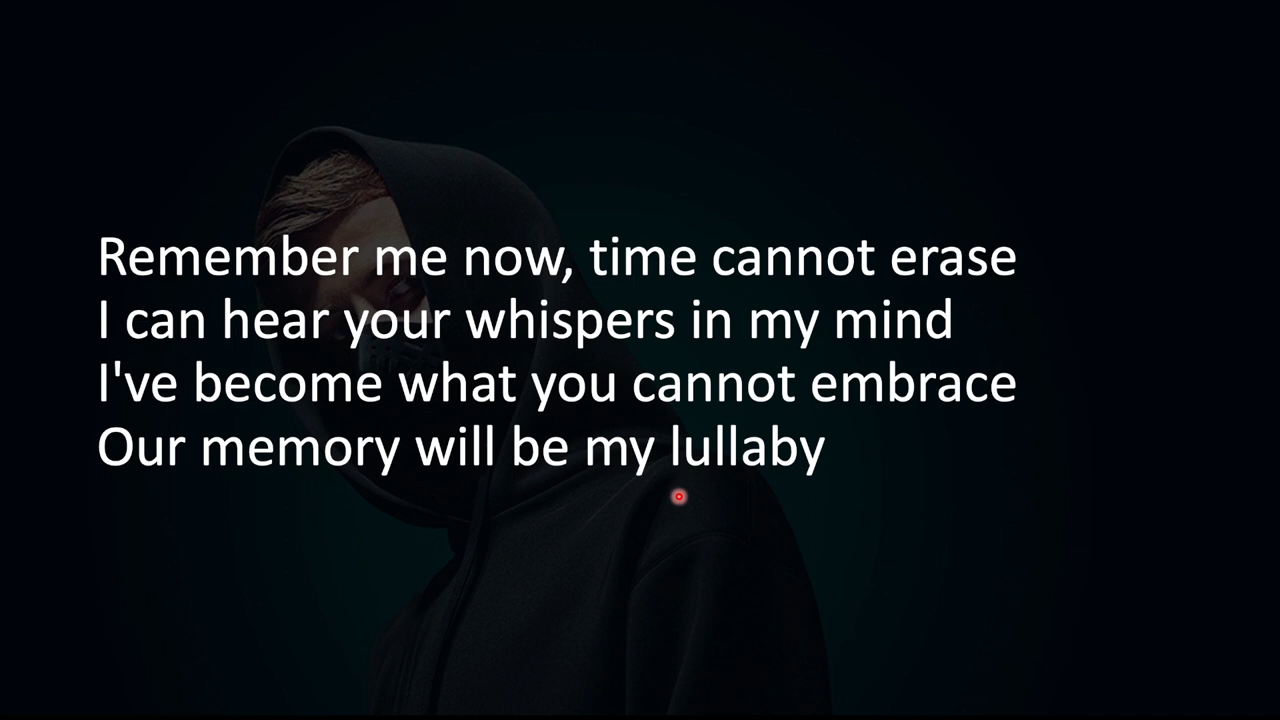 Remember me now, time cannot erase
I can hear your whispers in my mind
I've become what you cannot embrace
Our memory will be my lullaby